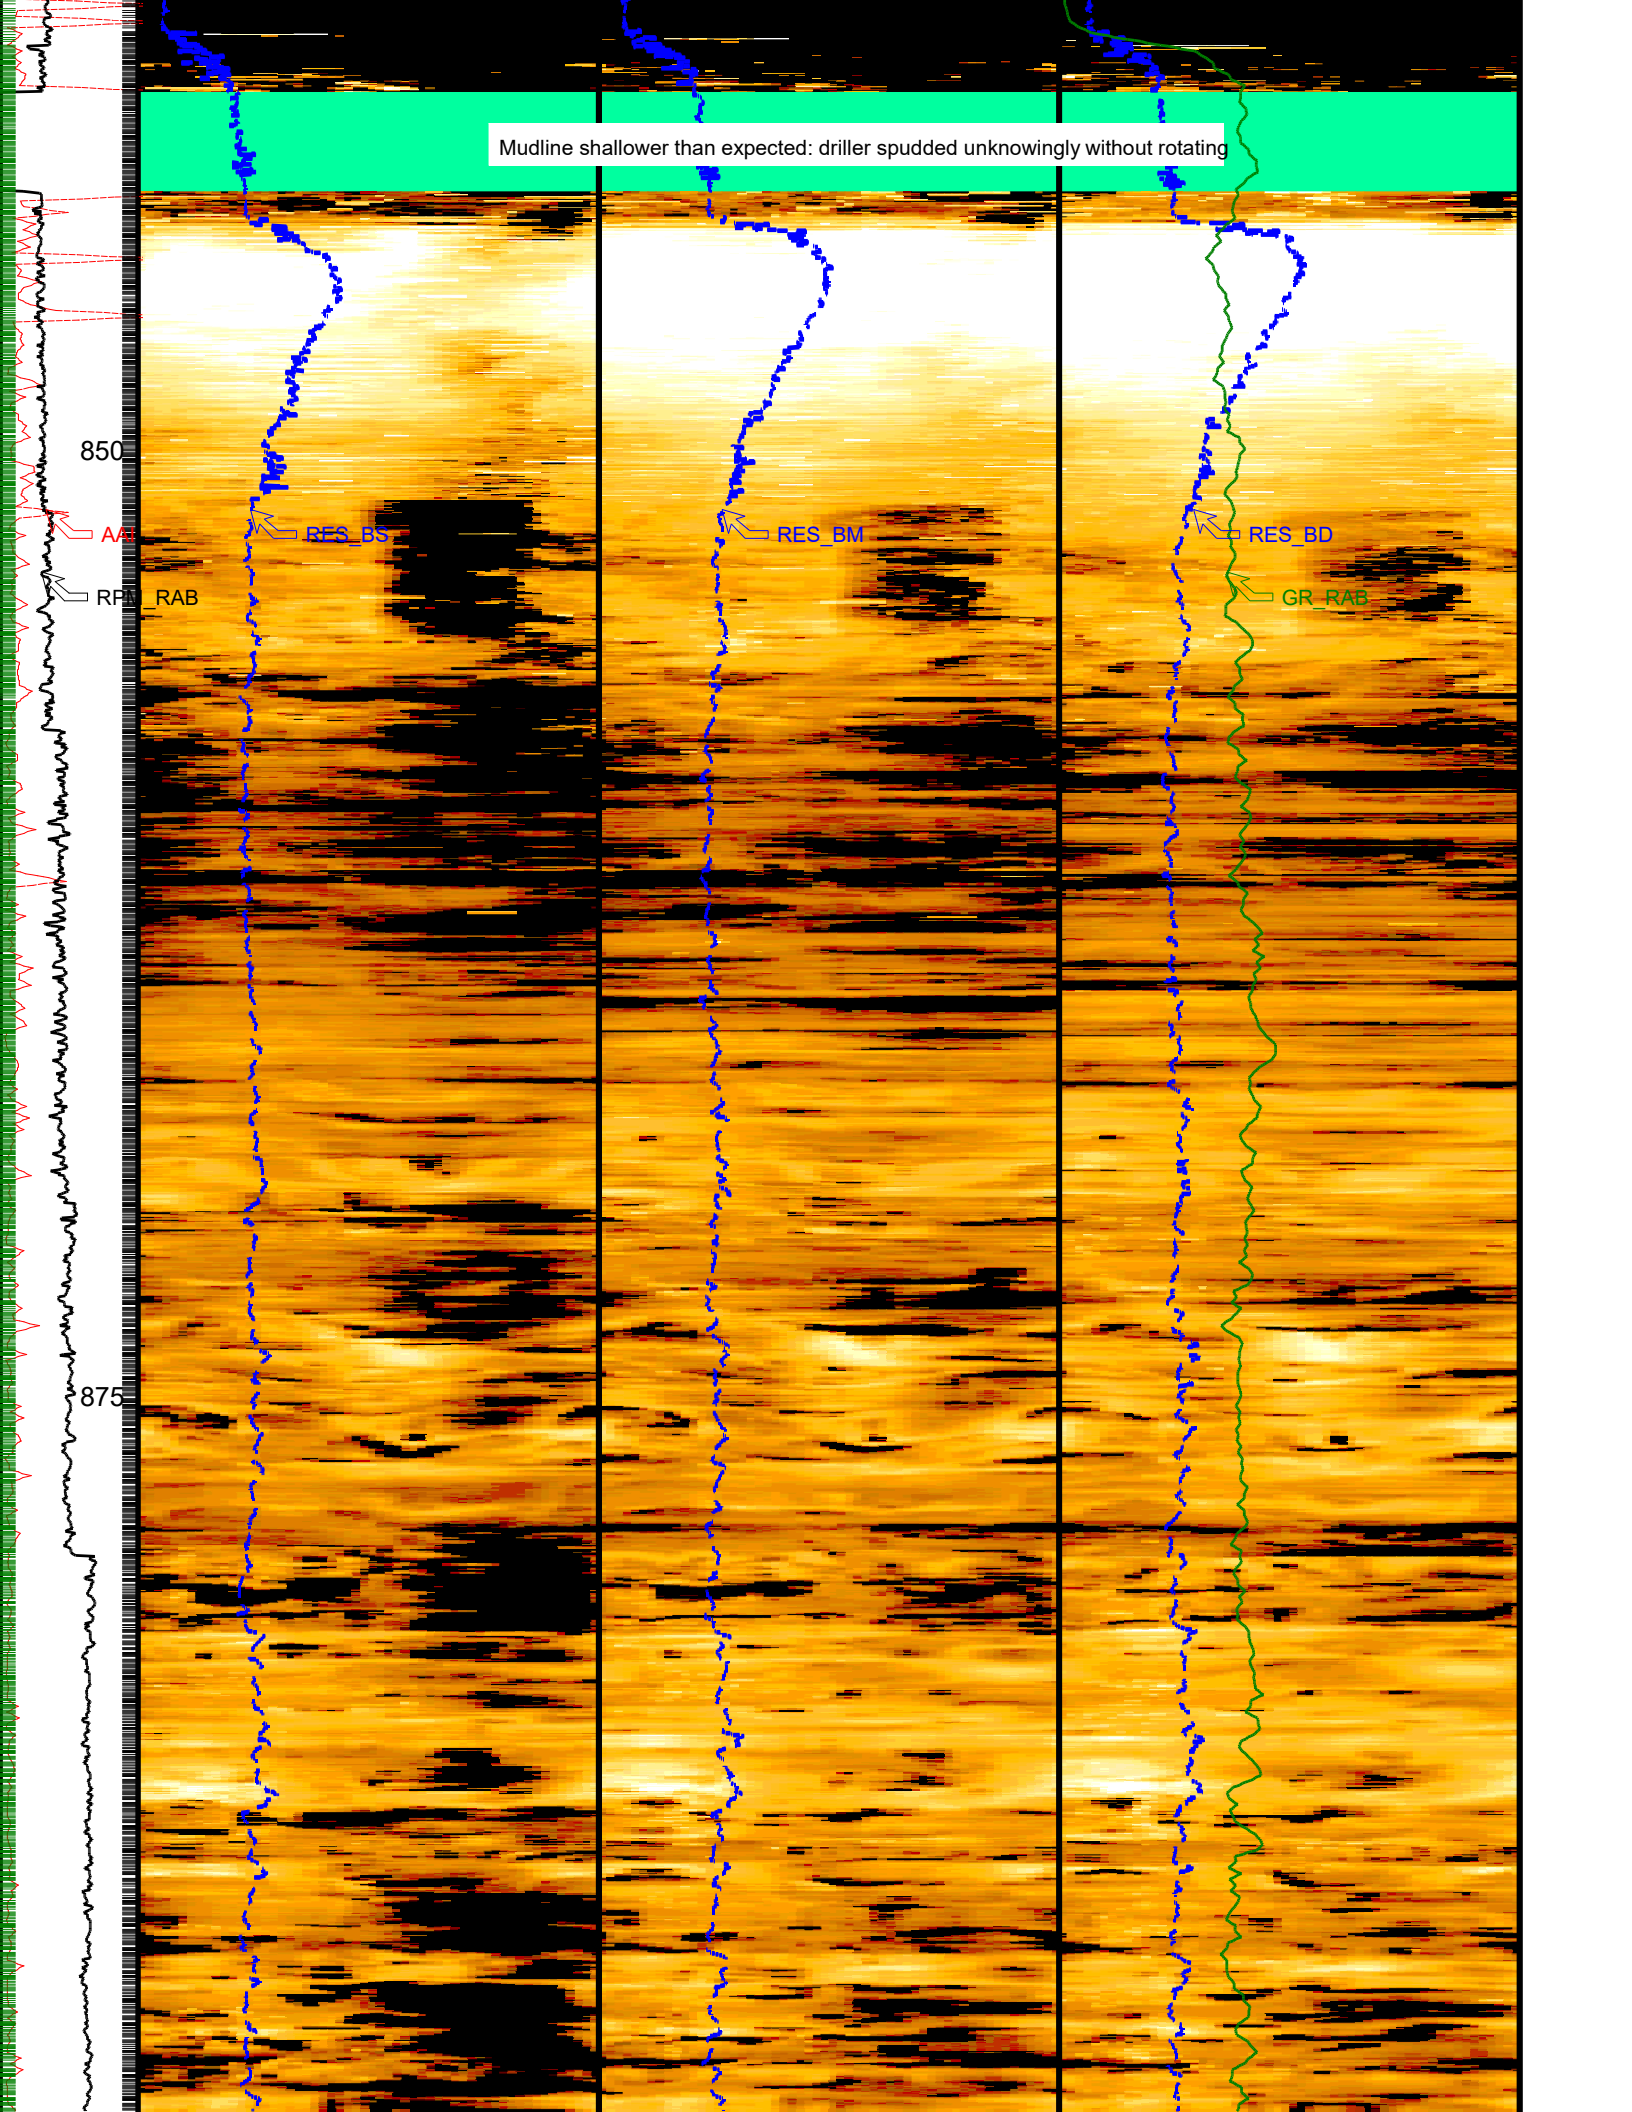 Mudline shallower than expected: driller spudded unknowingly without rotating
850
AAI
RES_BS
RES_BM
RES_BD
RPM_RAB
GR_RAB
875